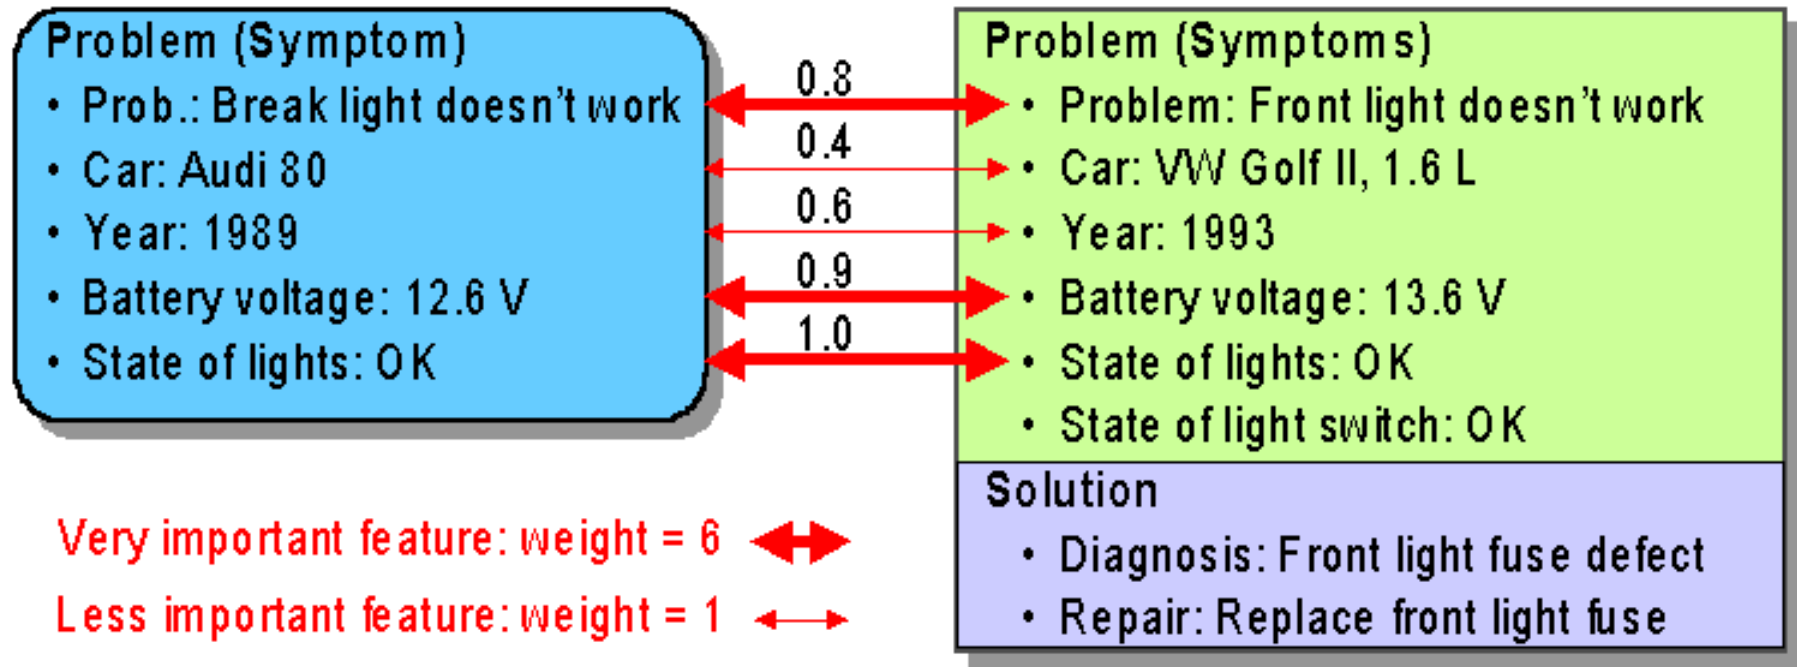 Problem (Symptom)
• Prob.: Break light doesn't work
• Car: Audi 80
• Year: 1989
• Battery voltage: 12.6 V
• State of lights: OK
0.8
0.4
0.6
0.9
1.0
Problem (Symptoms)
• Problem: Front light doesn't work
• Car: VW Golf II, 1.6 L
• Year: 1993
• Battery voltage: 13.6 V
• State of lights: OK
• State of light switch: OK
Solution
• Diagnosis: Front light fuse defect
• Repair: Replace front light fuse
Very important feature: weight = 6
Less important feature: weight = 1